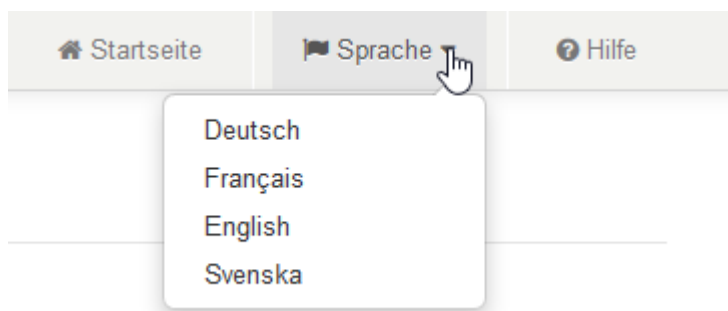 Startseite Sprache Hilfe
Deutsch
Français
English
Svenska